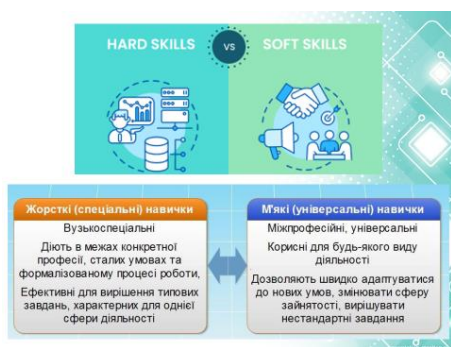 HARD SKILLS
VS
SOFT SKILLS
Жорсткі (спеціальні) навички
Вузькоспеціальні
Діють в межах конкретної
професії, сталих умовах та
формалізованому процесі роботи,
Ефективні для вирішення типових
завдань, характерних для однієї
сфери діяльності
М'які (універсальні) навички
Міжпрофесійні, універсальні
Корисні для будь-якого виду
діяльності
Дозволяють швидко адаптуватися
до нових умов, змінювати сферу
зайнятості, вирішувати
нестандартні завдання